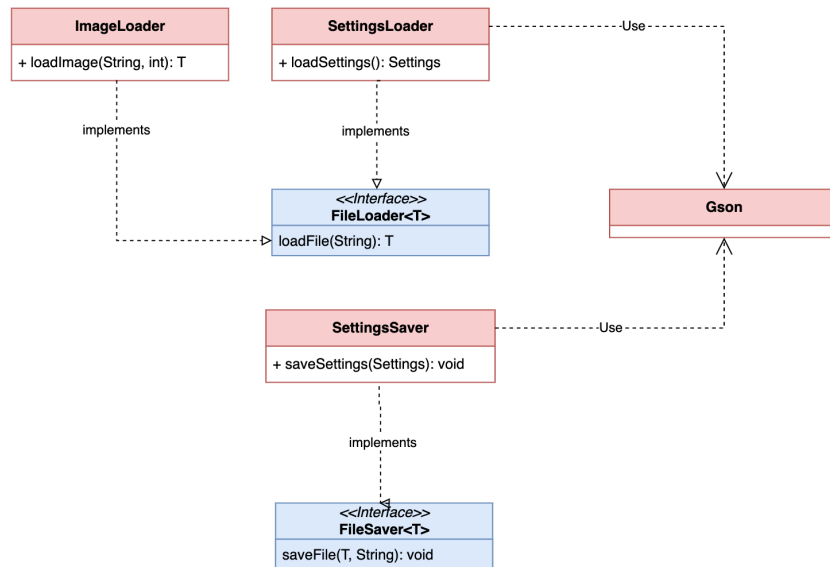 ImageLoader
+ loadImage(String, int): T
SettingsLoader
+ loadSettings(): Settings
Use
implements
implements
<<Interface>>
FileLoader<T>
loadFile(String): T
Gson
SettingsSaver
+ saveSettings(Settings): void
Use
implements
<<Interface>>
FileSaver<T>
saveFile(T, String): void